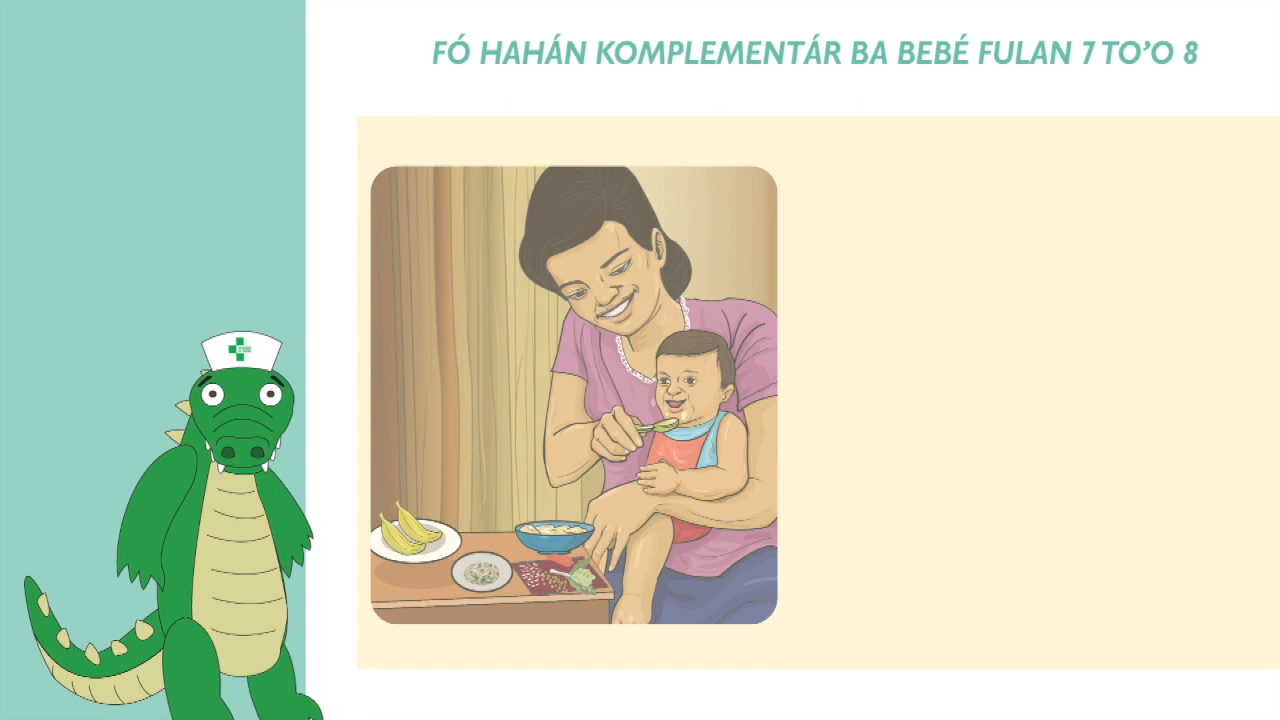 FÓ HAHÁN KOMPLEMENTÁR BA BEBÉ FULAN 7 TO’O 8